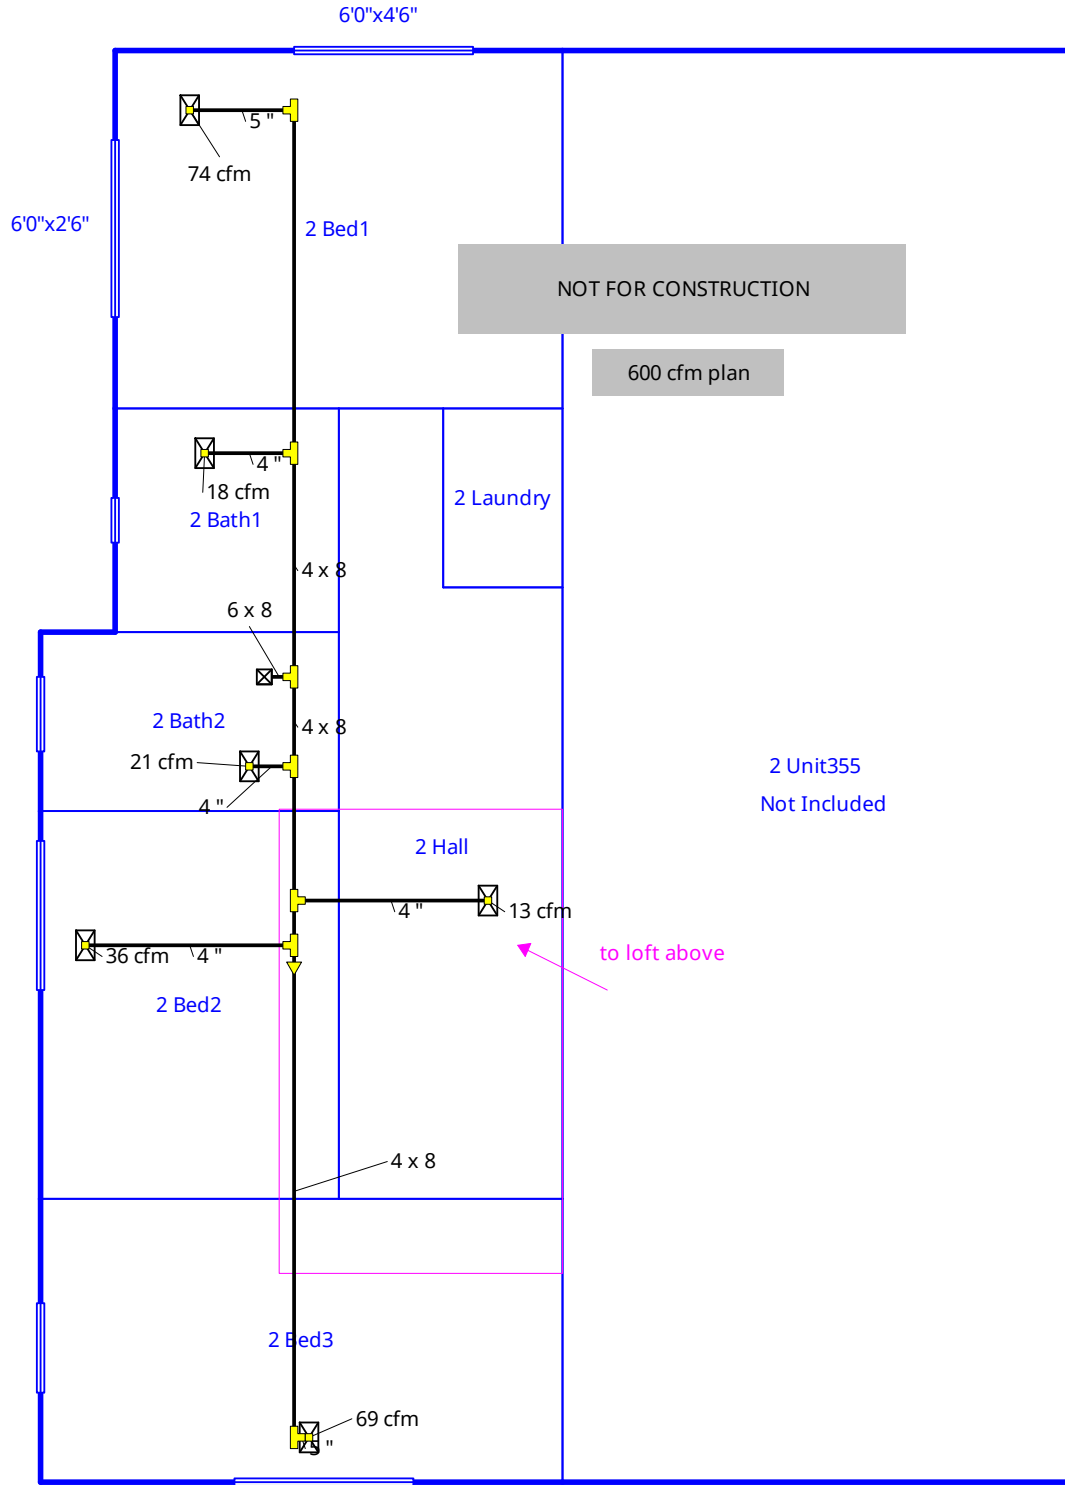 6'0"x4'6"
5 "
74 cfm
6'0"x2'6"
2 Bed1
NOT FOR CONSTRUCTION
600 cfm plan
4 "
18 cfm
2 Laundry
2 Bath1
4 x 8
6 x 8
2 Bath2
4 x 8
21 cfm
2 Unit355
4 "
Not Included
2 Hall
4 "
13 cfm
36 cfm
4 "
to loft above
2 Bed2
4 x 8
2 Bed3
69 cfm
"